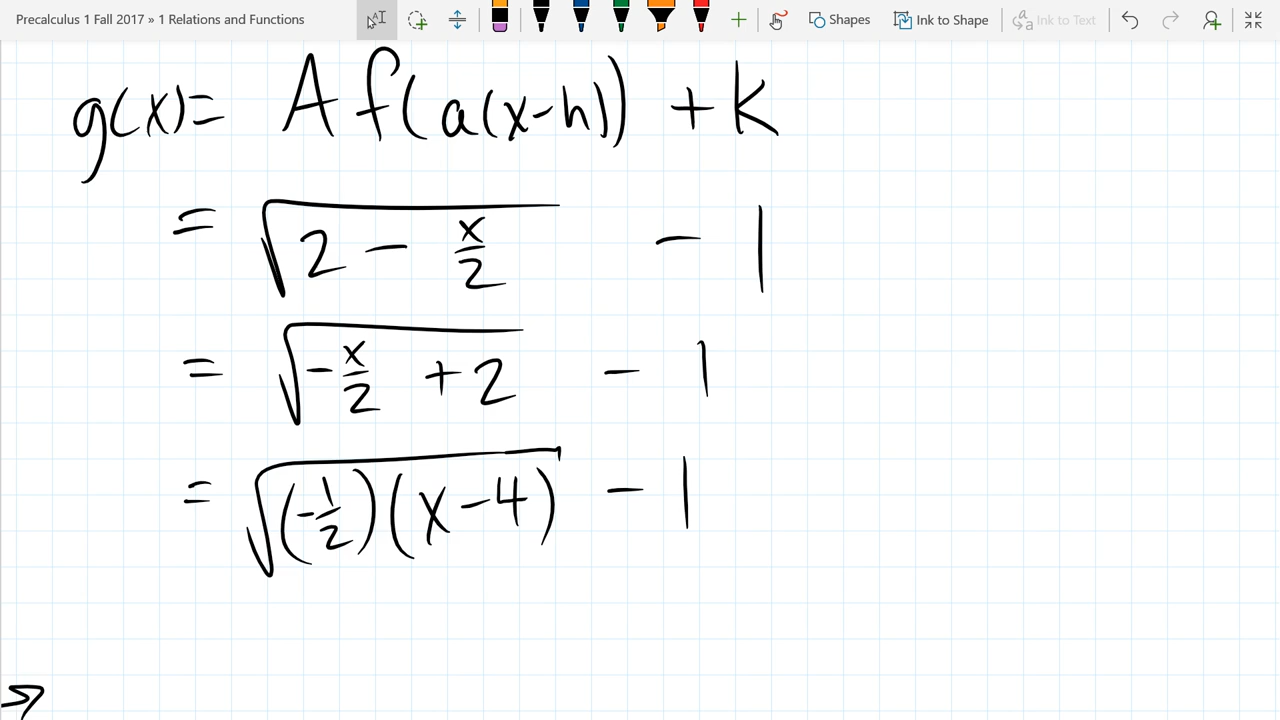 Precalculus 1 Fall 2017 » 1 Relations and Functions Shapes Ink to Shape Ink to Text
g(x)= A f(a(x-h)) + K
= √(2 - x/2) - 1
= √(-x/2 + 2) - 1
= √((-1/2)(x-4)) - 1